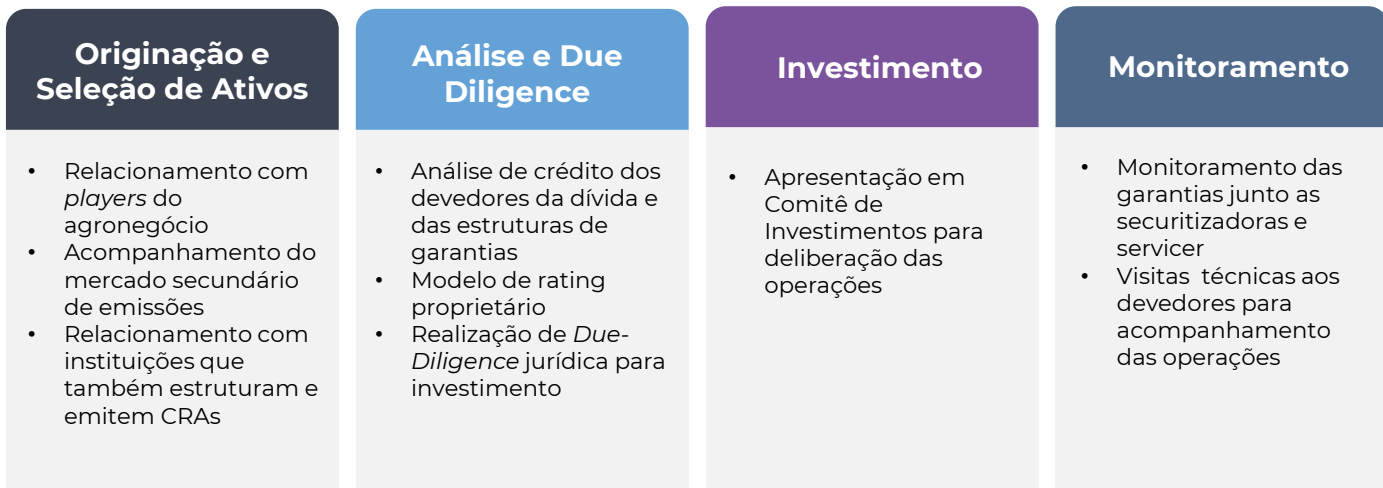 Originação e
Seleção de Ativos
• Relacionamento com
players do
agronegócio
• Acompanhamento do
mercado secundário
de emissões
• Relacionamento com
instituições que
também estruturam e
emitem CRAs
Análise e Due
Diligence
• Análise de crédito dos
devedores da dívida e
das estruturas de
garantias
• Modelo de rating
proprietário
• Realização de Due-
Diligence jurídica para
investimento
Investimento
• Apresentação em
Comitê de
Investimentos para
deliberação das
operações
Monitoramento
• Monitoramento das
garantias junto as
securitizadoras e
servicer
• Visitas técnicas aos
devedores para
acompanhamento
das operações